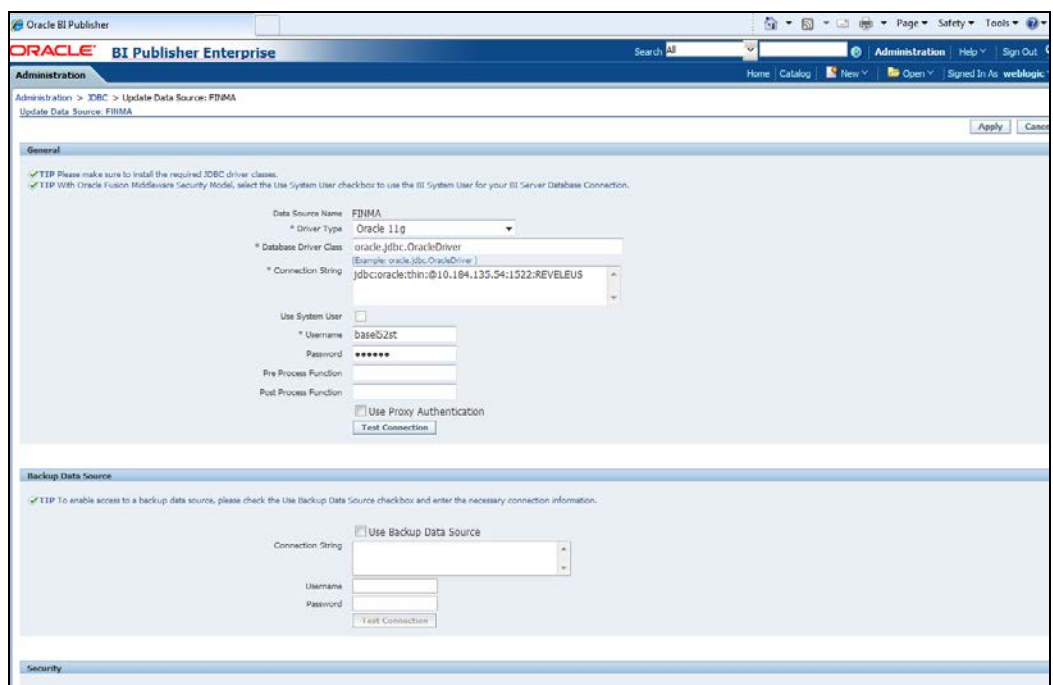 Oracle BI Publisher
Page Safety Tools
ORACLE BI Publisher Enterprise Search All Administration Help Sign Out
Administration Home Catalog New Open Signed In As weblogic
Administration > JDBC > Update Data Source: FINMA
Update Data Source: FINMA
Apply Cance
General
TIP Please make sure to install the required JDBC driver classes.
TIP With Oracle Fusion Middleware Security Model, select the Use System User checkbox to use the BI System User for your BI Server Database Connection.
Data Source Name FINMA
* Driver Type Oracle 11g
* Database Driver Class oracle.jdbc.OracleDriver
(Example: oracle.jdbc.OracleDriver )
* Connection String jdbc:oracle:thin:@10.184.135.54:1522:REVELEUS
Use System User
* Username basel52st
Password ●●●●●●
Pre Process Function
Post Process Function
Use Proxy Authentication
Test Connection
Backup Data Source
TIP To enable access to a backup data source, please check the Use Backup Data Source checkbox and enter the necessary connection information.
Use Backup Data Source
Connection String
Username
Password
Test Connection
Security